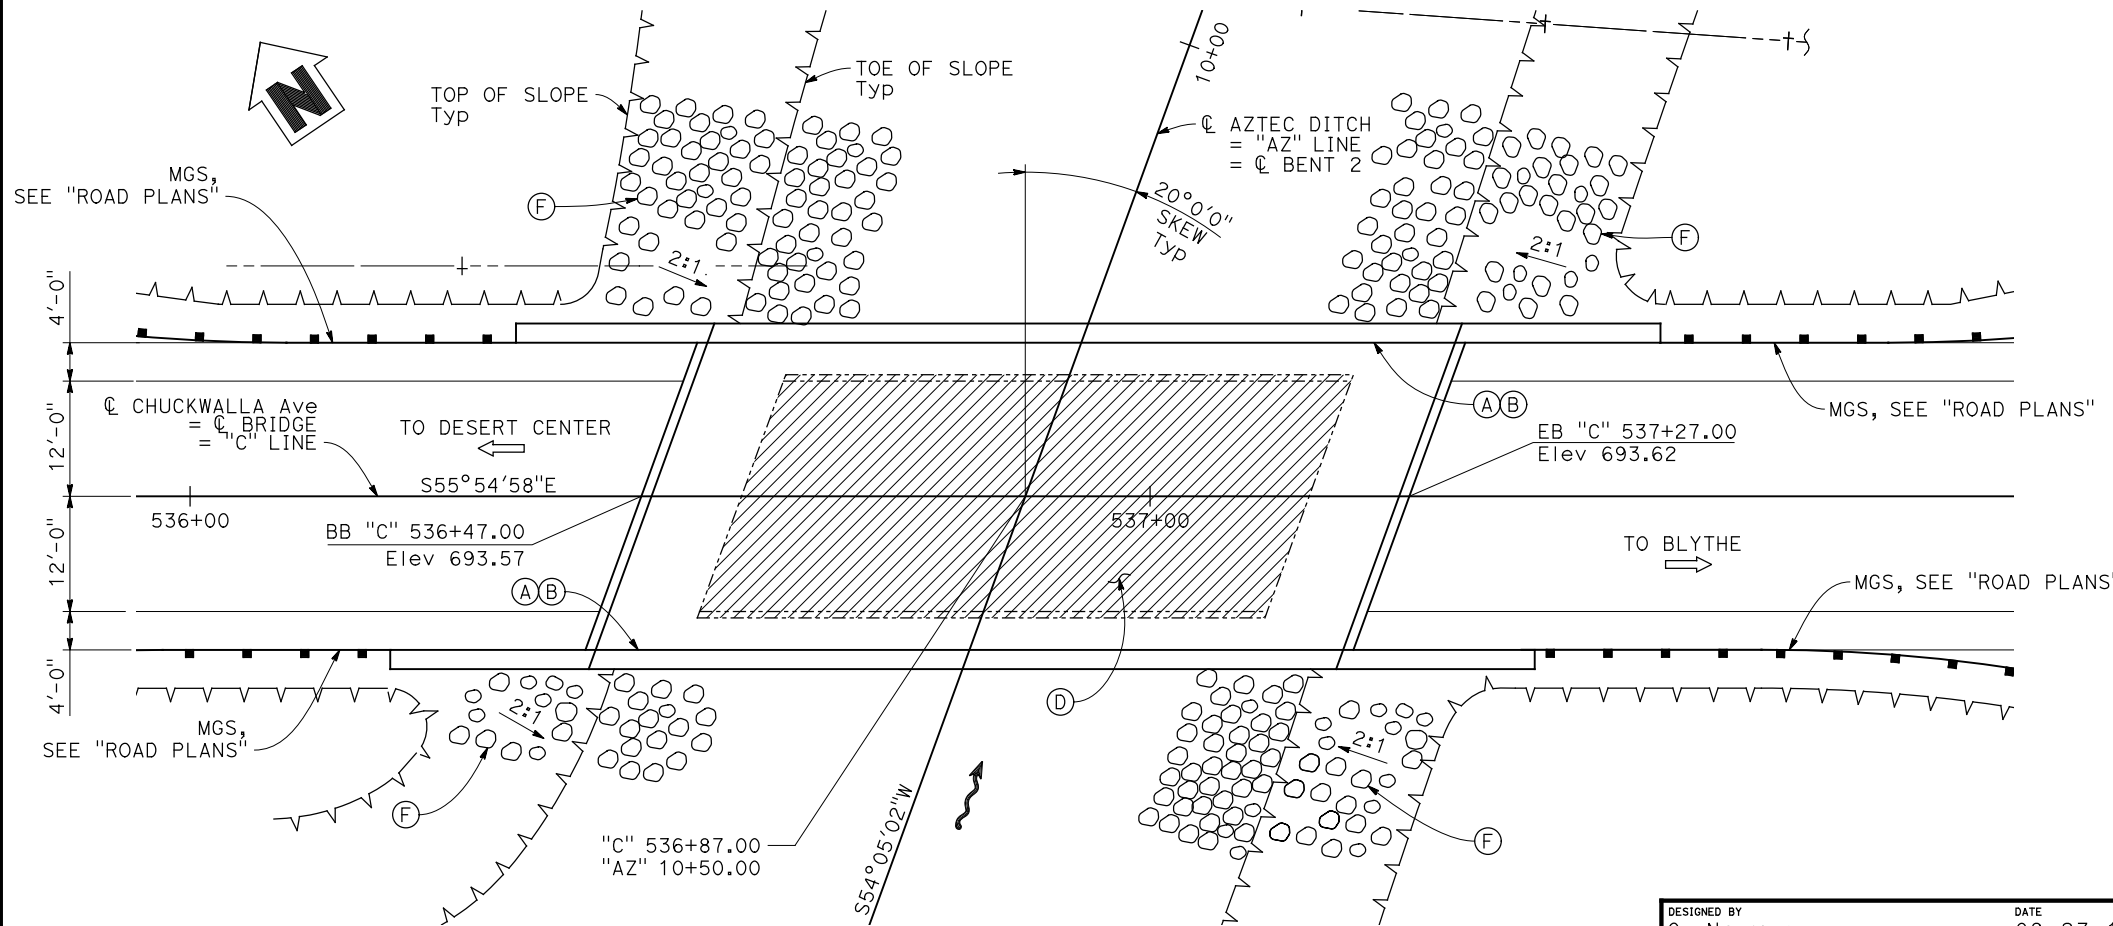 N
TOP OF SLOPE
Typ
TOE OF SLOPE
Typ
10+00
℄ AZTEC DITCH
= "AZ" LINE
= ℄ BENT 2
MGS,
SEE "ROAD PLANS"
F
20°0'0"
SKEW
Typ
F
2:1
2:1
4'-0"
℄ CHUCKWALLA Ave
= ℄ BRIDGE
= "C" LINE
TO DESERT CENTER
A B
MGS, SEE "ROAD PLANS"
EB "C" 537+27.00
Elev 693.62
12'-0"
S55°54'58"E
536+00
537+00
BB "C" 536+47.00
Elev 693.57
TO BLYTHE
12'-0"
A B
MGS, SEE "ROAD PLANS"
4'-0"
D
2:1
2:1
MGS,
SEE "ROAD PLANS"
F
"C" 536+87.00
"AZ" 10+50.00
S54°05'02"W
F
DESIGNED BY
DATE